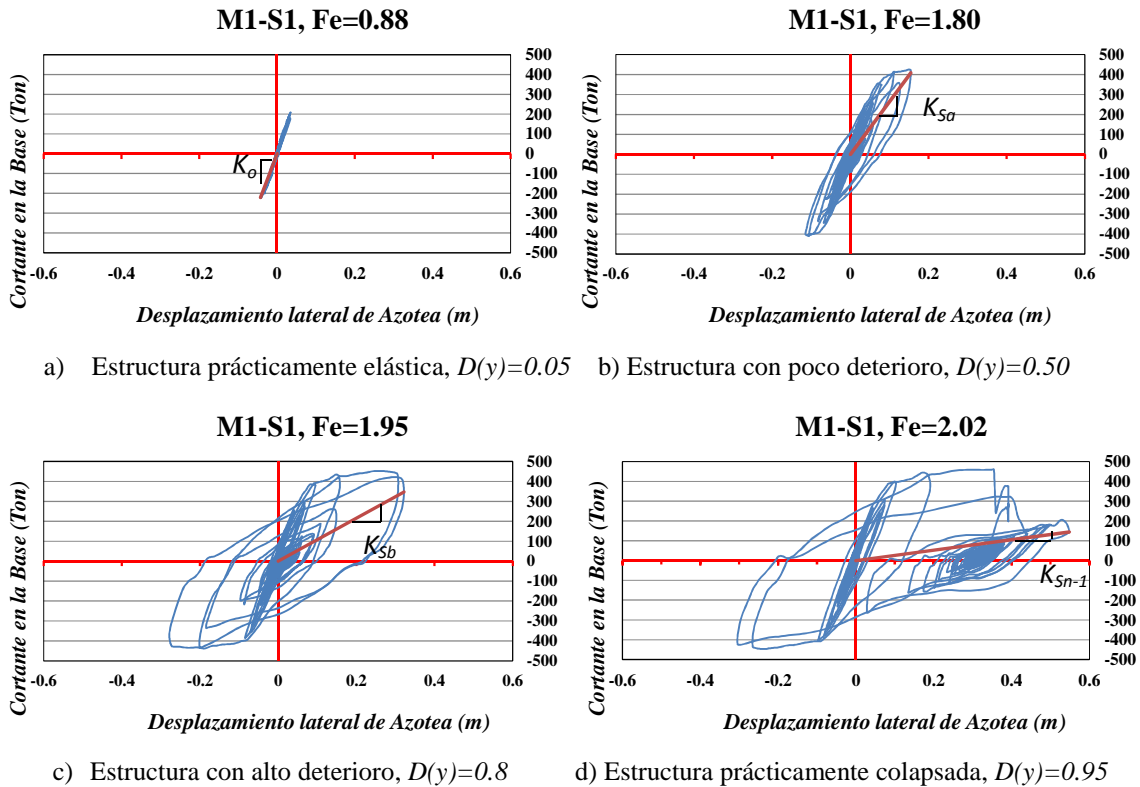 M1-S1, Fe=0.88
Cortante en la Base (Ton)
500
400
300
200
100
0
-100
-200
-300
-400
-500
-0.6 -0.4 -0.2 0 0.2 0.4 0.6
Ko
Desplazamiento lateral de Azotea (m)
a) Estructura prácticamente elástica, D(y)=0.05
M1-S1, Fe=1.80
Cortante en la Base (Ton)
500
400
300
200
100
0
-100
-200
-300
-400
-500
-0.6 -0.4 -0.2 0 0.2 0.4 0.6
KSa
Desplazamiento lateral de Azotea (m)
b) Estructura con poco deterioro, D(y)=0.50
M1-S1, Fe=1.95
Cortante en la Base (Ton)
500
400
300
200
100
0
-100
-200
-300
-400
-500
-0.6 -0.4 -0.2 0 0.2 0.4 0.6
KSb
Desplazamiento lateral de Azotea (m)
c) Estructura con alto deterioro, D(y)=0.8
M1-S1, Fe=2.02
Cortante en la Base (Ton)
500
400
300
200
100
0
-100
-200
-300
-400
-500
-0.6 -0.4 -0.2 0 0.2 0.4 0.6
KSn-1
Desplazamiento lateral de Azotea (m)
d) Estructura prácticamente colapsada, D(y)=0.95